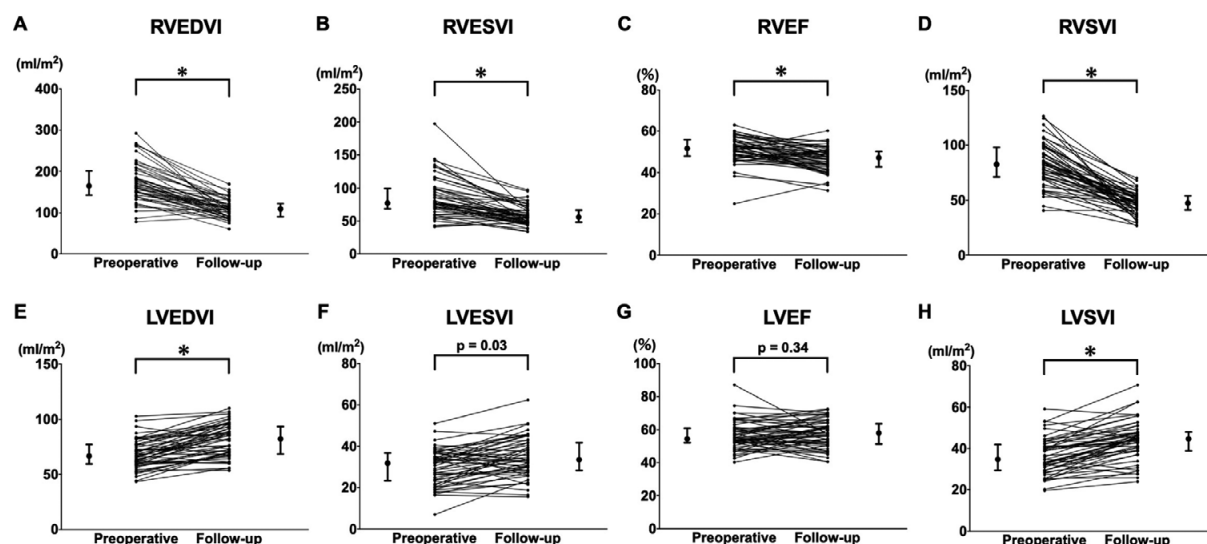 A RVEDVI
(ml/m²)
*
400
300
200
100
0
Preoperative Follow-up
B RVESVI
(ml/m²)
*
250
200
150
100
50
0
Preoperative Follow-up
C RVEF
(%)
*
80
60
40
20
0
Preoperative Follow-up
D RVSVI
(ml/m²)
*
150
100
50
0
Preoperative Follow-up
E LVEDVI
(ml/m²)
*
150
100
50
0
Preoperative Follow-up
F LVESVI
(ml/m²)
p = 0.03
80
60
40
20
0
Preoperative Follow-up
G LVEF
(%)
p = 0.34
100
80
60
40
20
0
Preoperative Follow-up
H LVSVI
(ml/m²)
*
80
60
40
20
0
Preoperative Follow-up